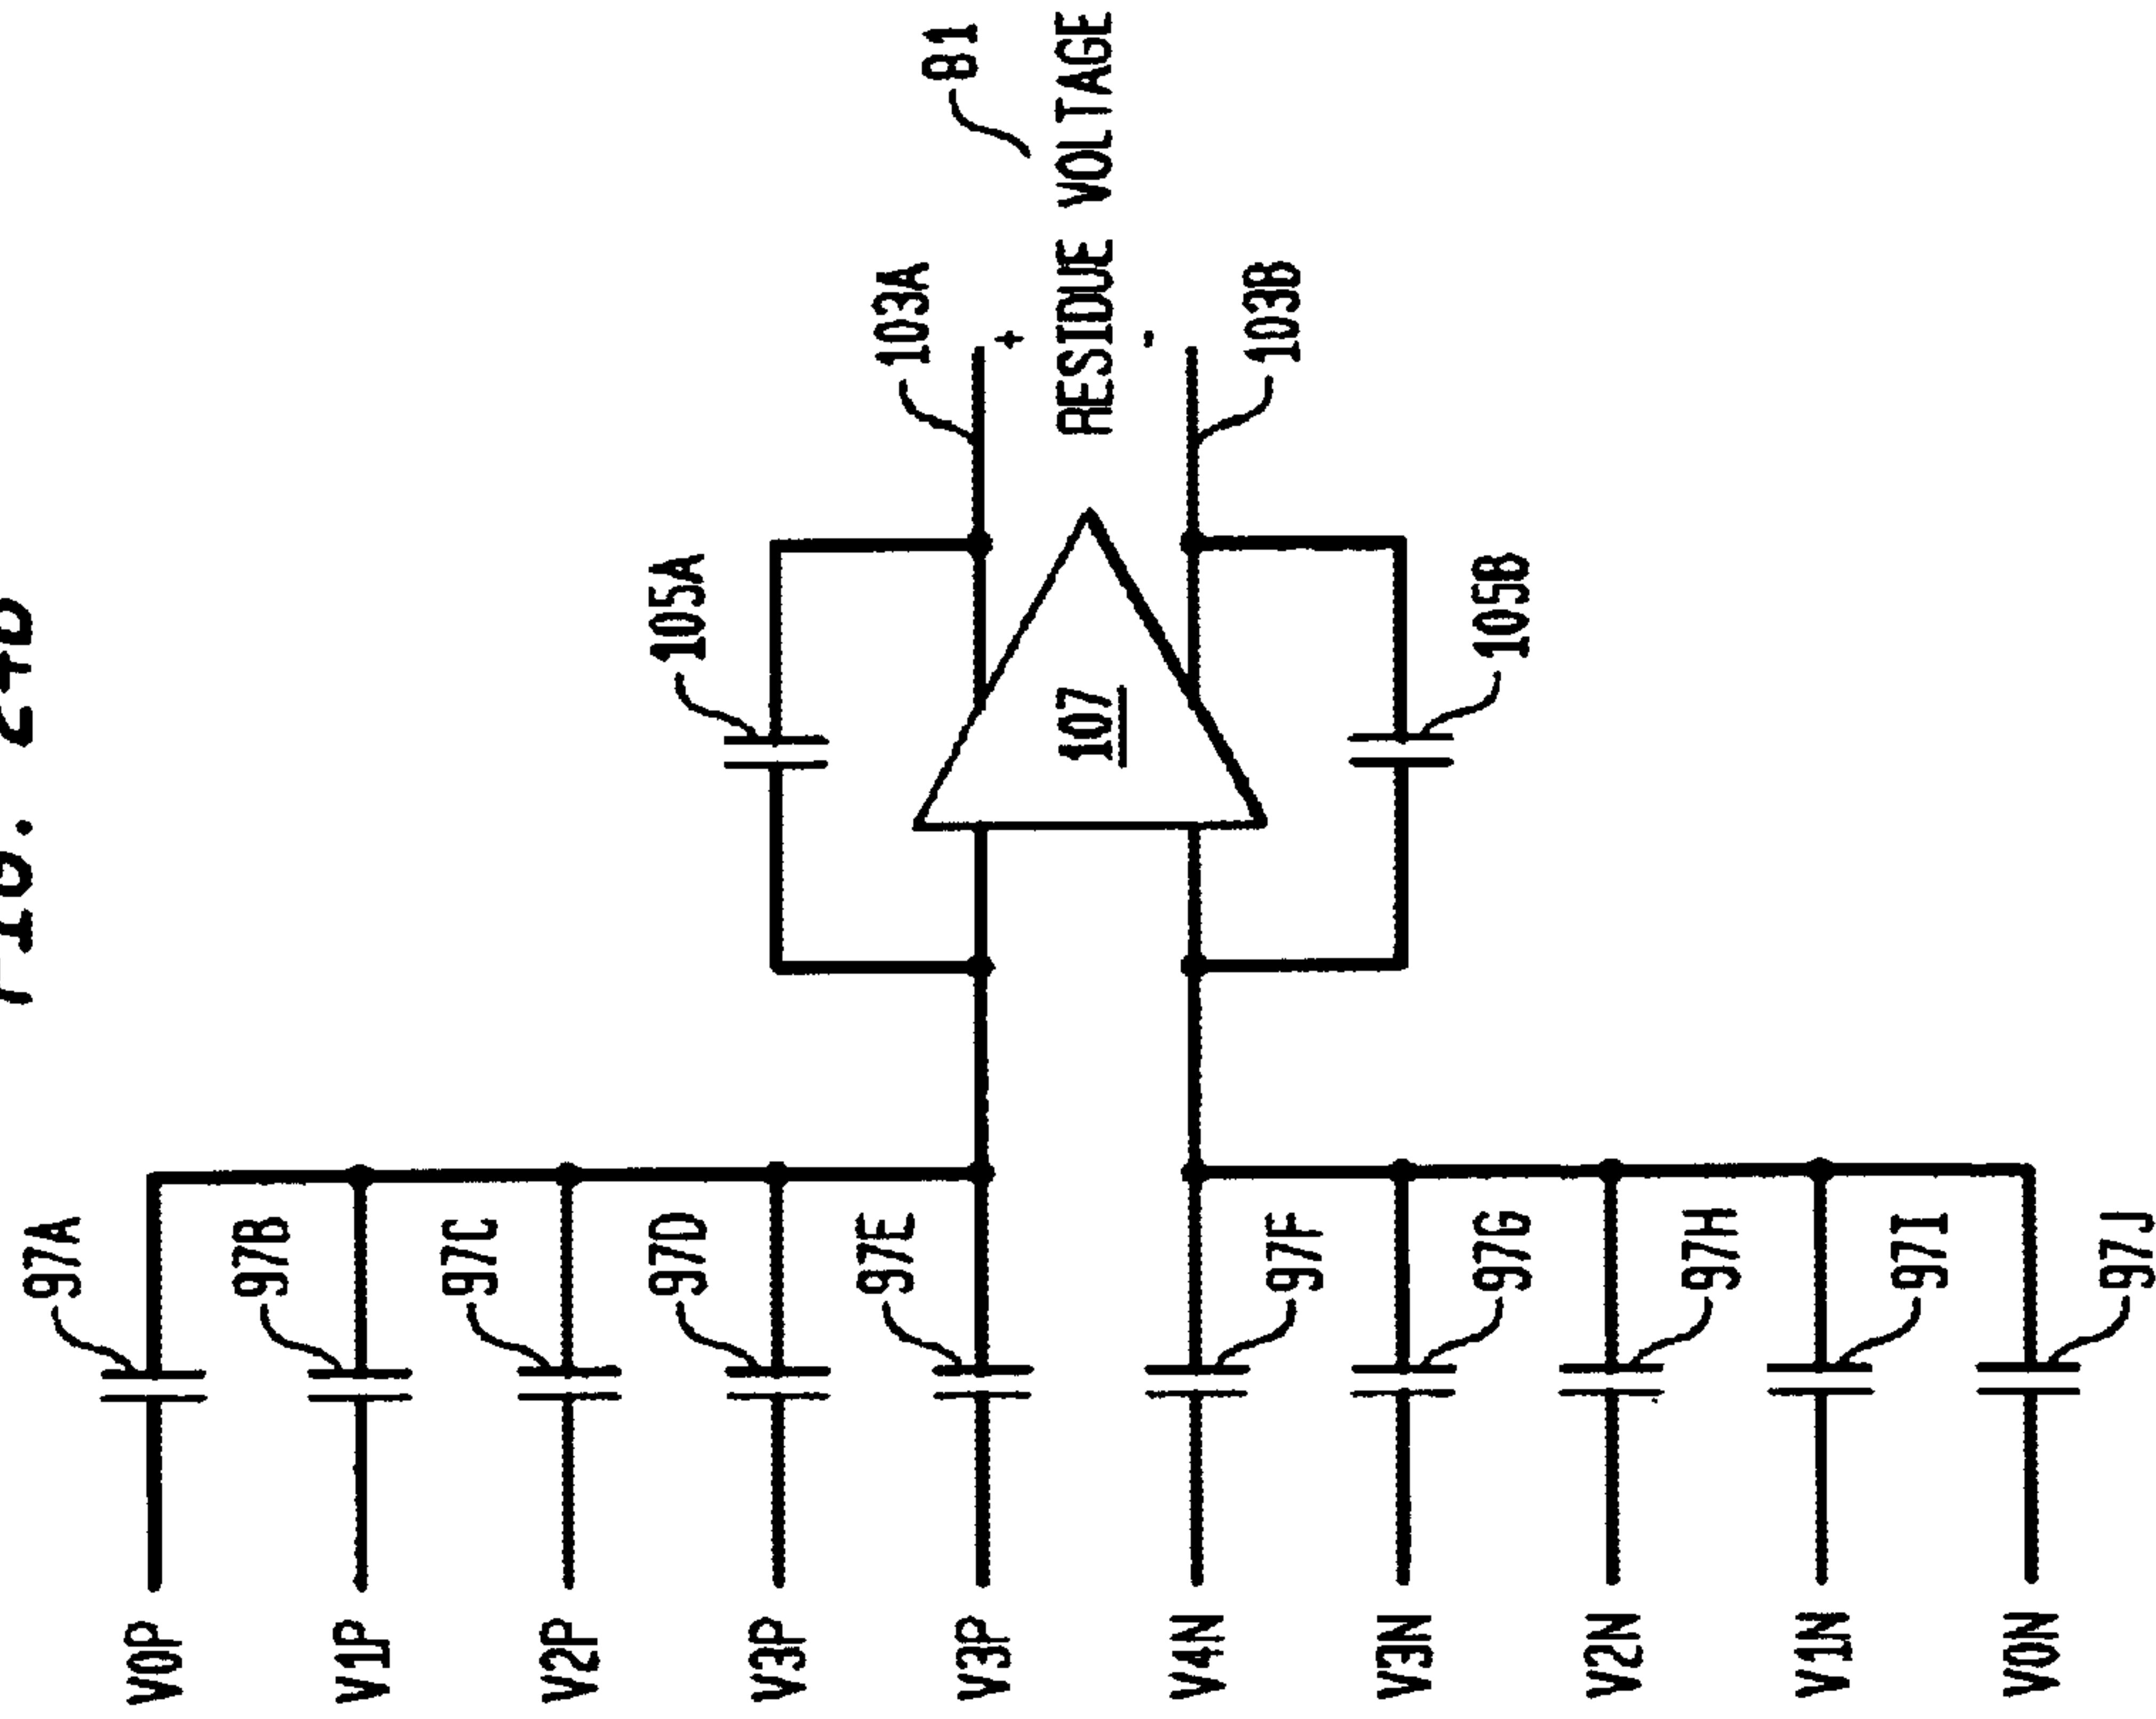 V0P
97A
V1P
97B
V2P
97C
V3P
97D
V3P
97E
V4N
97F
V3N
97G
V2N
97H
V1N
97I
V0N
97J
105A
107
105B
103A
+
RESIDUE VOLTAGE
-
103B
81